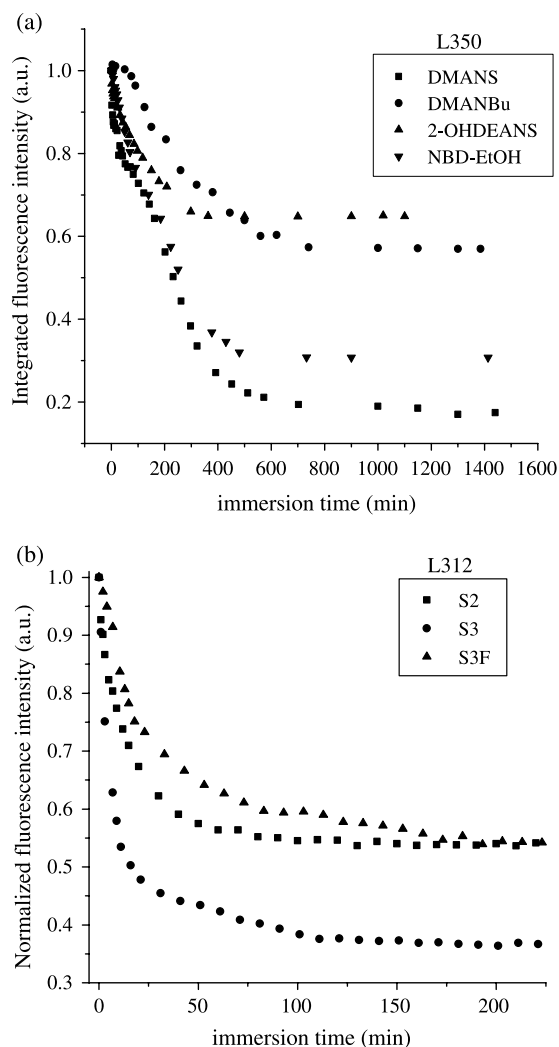 (a)
L350
DMANS
DMANBu
2-OHDEANS
NBD-EtOH
Integrated fluorescence intensity (a.u.)
1.0
0.8
0.6
0.4
0.2
0 200 400 600 800 1000 1200 1400 1600
immersion time (min)
(b)
L312
S2
S3
S3F
Normalized fluorescence intensity (a.u.)
1.0
0.9
0.8
0.7
0.6
0.5
0.4
0.3
0 50 100 150 200
immersion time (min)